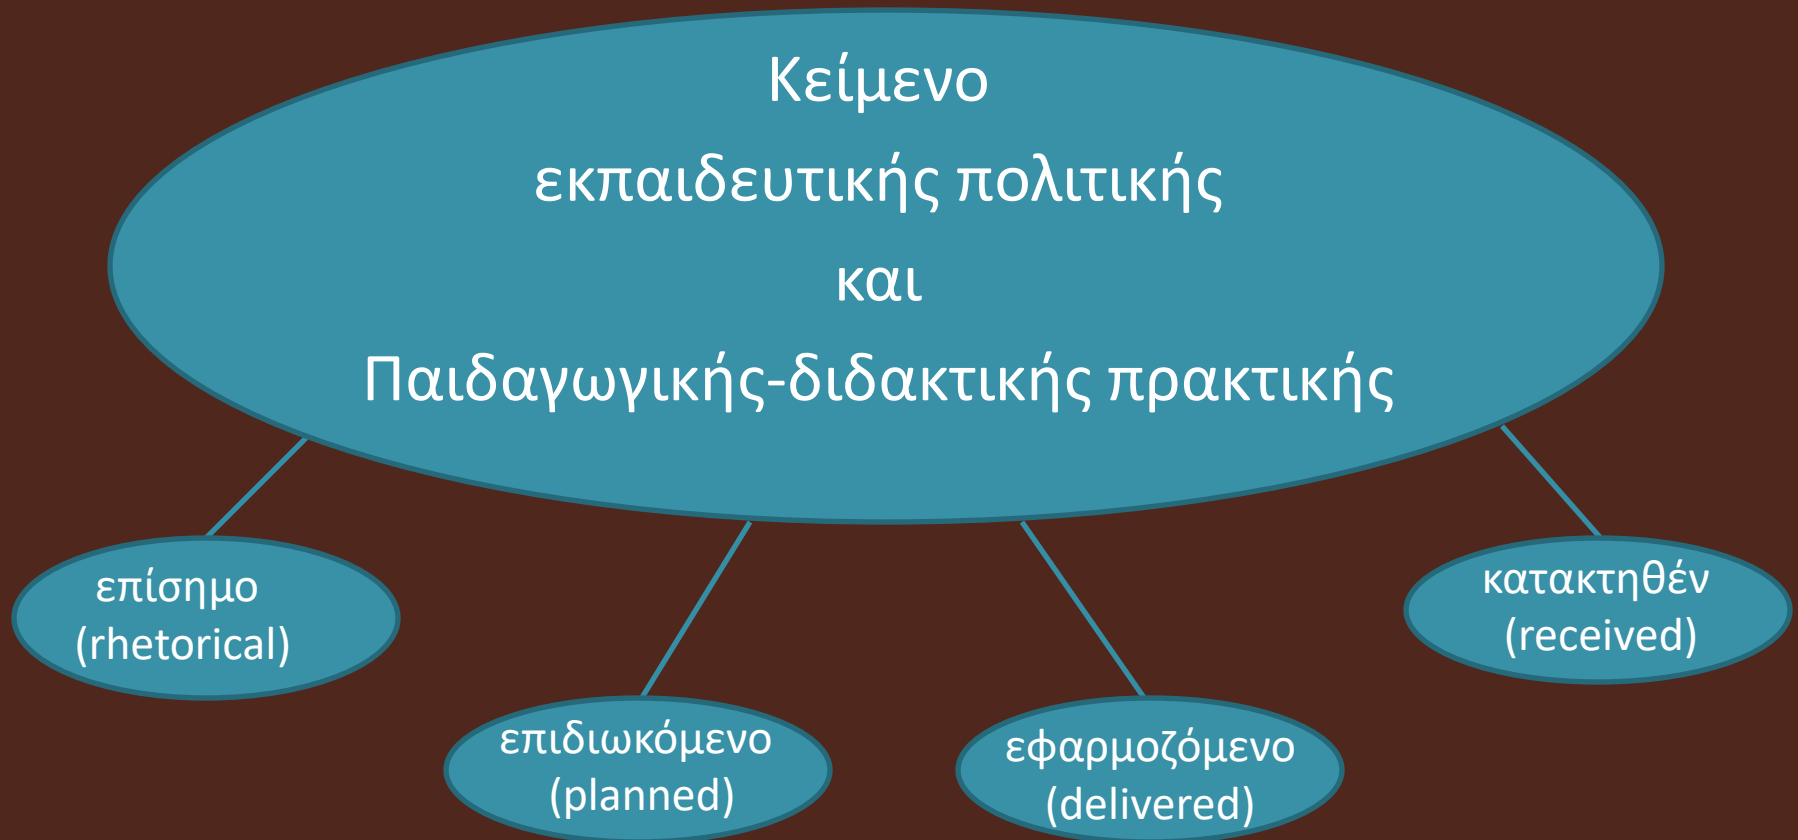 Κείμενο
εκπαιδευτικής πολιτικής
και
Παιδαγωγικής-διδακτικής πρακτικής
επίσημο
(rhetorical)
επιδιωκόμενο
(planned)
εφαρμοζόμενο
(delivered)
κατακτηθέν
(received)